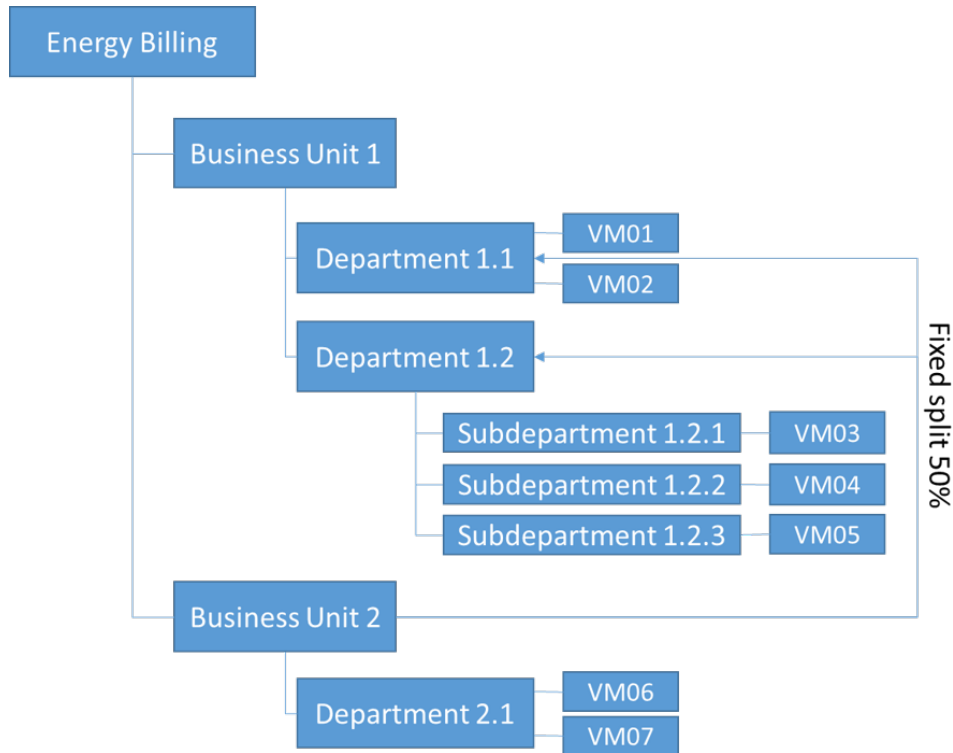 Energy Billing
Business Unit 1
Department 1.1
VM01
VM02
Department 1.2
Subdepartment 1.2.1
VM03
Subdepartment 1.2.2
VM04
Subdepartment 1.2.3
VM05
Fixed split 50%
Business Unit 2
Department 2.1
VM06
VM07